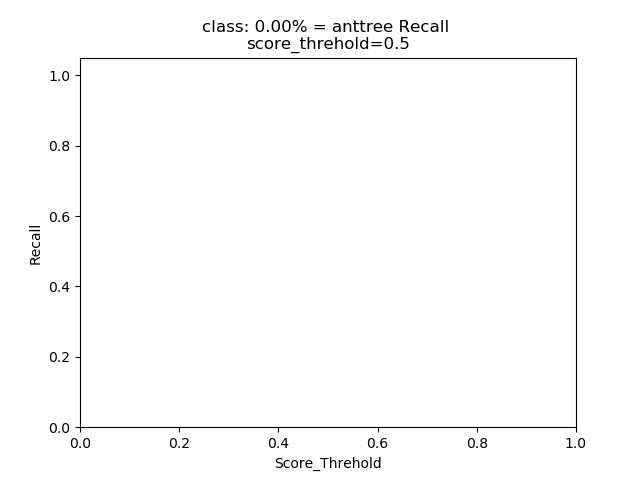 class: 0.00% = anttree Recall
score_threhold=0.5
1.0
0.8
0.6
0.4
0.2
0.0
Recall
0.0 0.2 0.4 0.6 0.8 1.0
Score_Threhold